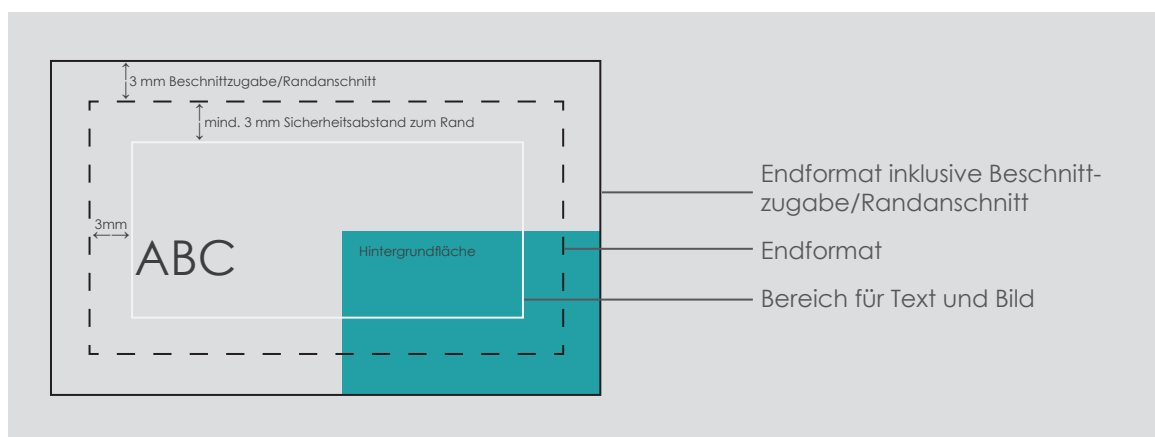 3 mm Beschnittzugabe/Randanschnitt
mind. 3 mm Sicherheitsabstand zum Rand
Endformat inklusive Beschnitt-
zugabe/Randanschnitt
3mm
ABC
Hintergrundfläche
Endformat
Bereich für Text und Bild